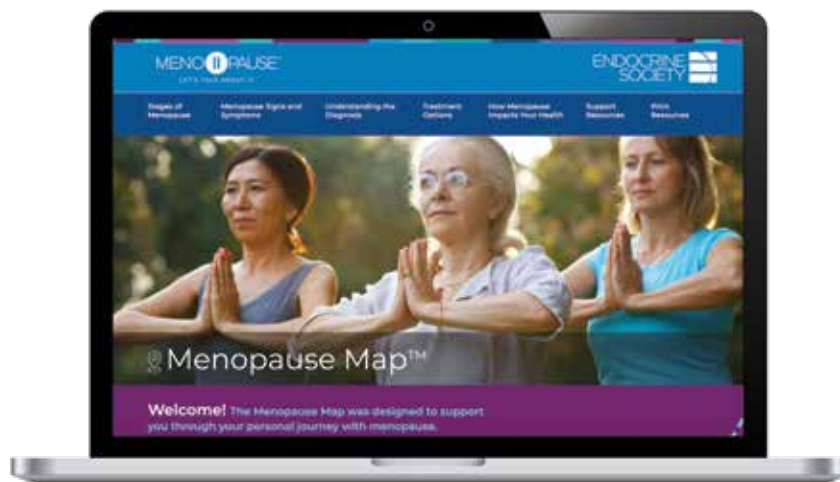 MENOPAUSE
LET'S TALK ABOUT IT
ENDOCRINE
SOCIETY
Stages of
Menopause
Menopause Signs and
Symptoms
Understanding the
Diagnosis
Treatment
Options
How Menopause
Impacts Your Health
Support
Resources
Print
Resources
Menopause Map™
Welcome! The Menopause Map was designed to support
you through your personal journey with menopause.